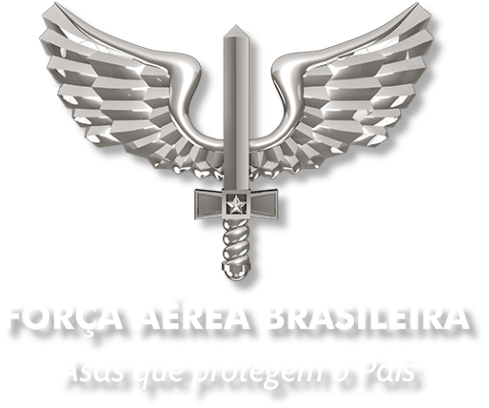 FORÇA AÉREA BRASILEIRA
Asas que protegem o País